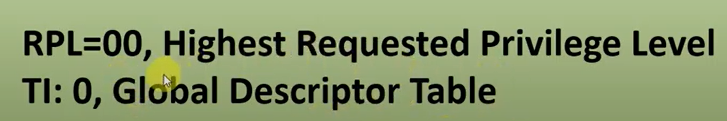 RPL=00, Highest Requested Privilege Level
TI: 0, Global Descriptor Table